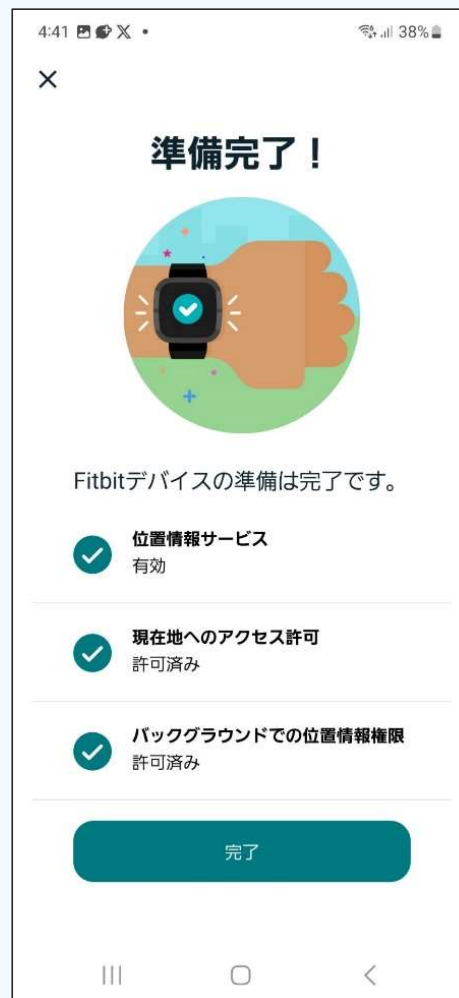 4:41
38%
準備完了！
Fitbitデバイスの準備は完了です。
位置情報サービス
有効
現在地へのアクセス許可
許可済み
バックグラウンドでの位置情報権限
許可済み
完了